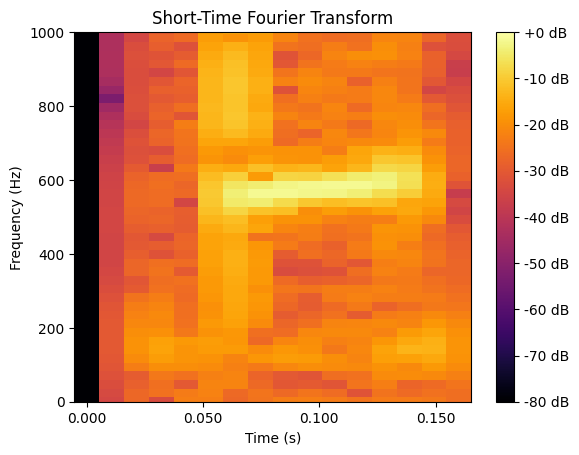 Short-Time Fourier Transform
Frequency (Hz)
1000
800
600
400
200
0
0.000
0.050
0.100
0.150
Time (s)
+0 dB
-10 dB
-20 dB
-30 dB
-40 dB
-50 dB
-60 dB
-70 dB
-80 dB